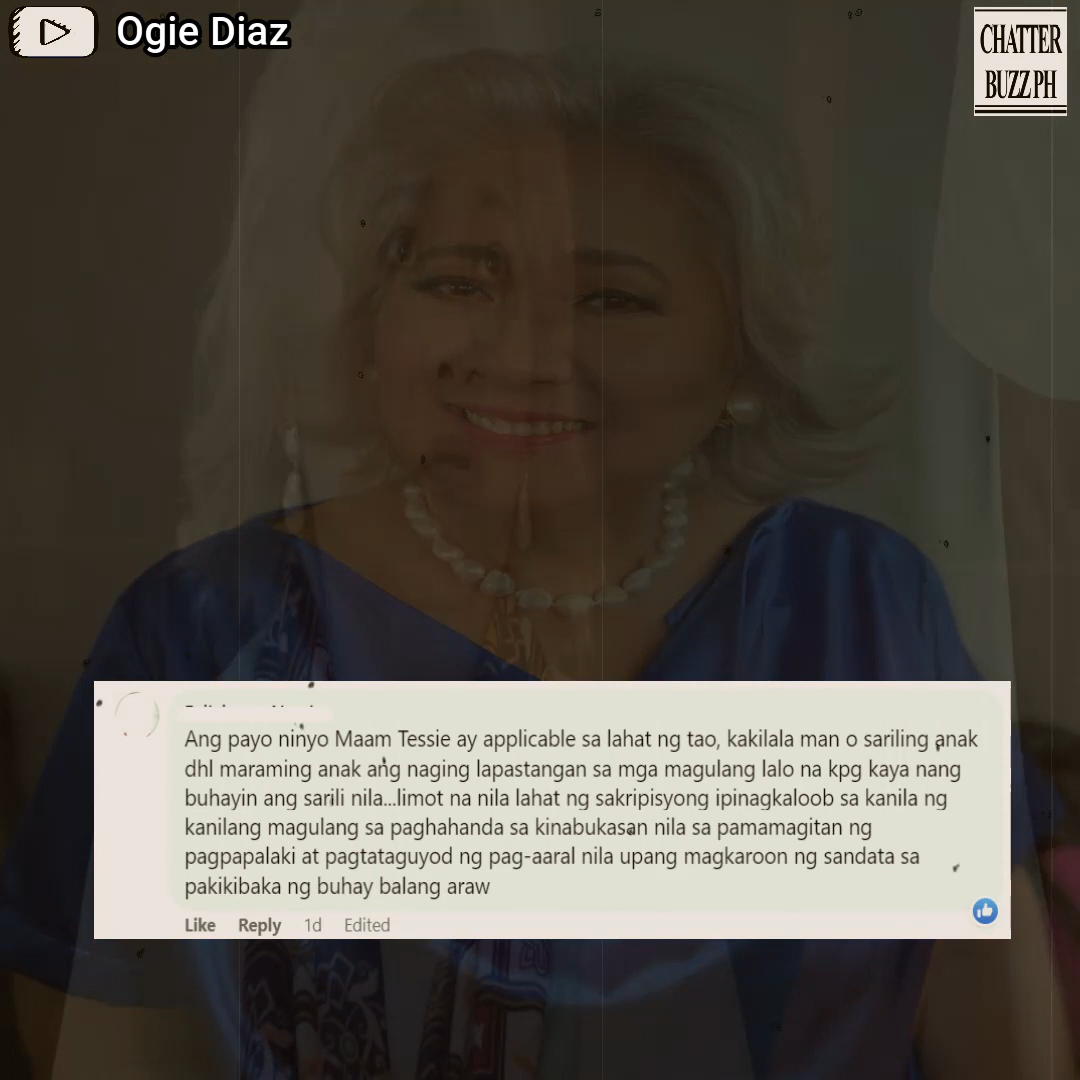 Ogie Diaz
CHATTER
BUZZ PH
Ang payo ninyo Maam Tessie ay applicable sa lahat ng tao, kakilala man o sariling anak
dhl maraming anak ang naging lapastangan sa mga magulang lalo na kpg kaya nang
buhayin ang sarili nila...limot na nila lahat ng sakripisyong ipinagkaloob sa kanila ng
kanilang magulang sa paghahanda sa kinabukasan nila sa pamamagitan ng
pagpapalaki at pagtataguyod ng pag-aaral nila upang magkaroon ng sandata sa
pakikibaka ng buhay balang araw
Like Reply 1d Edited